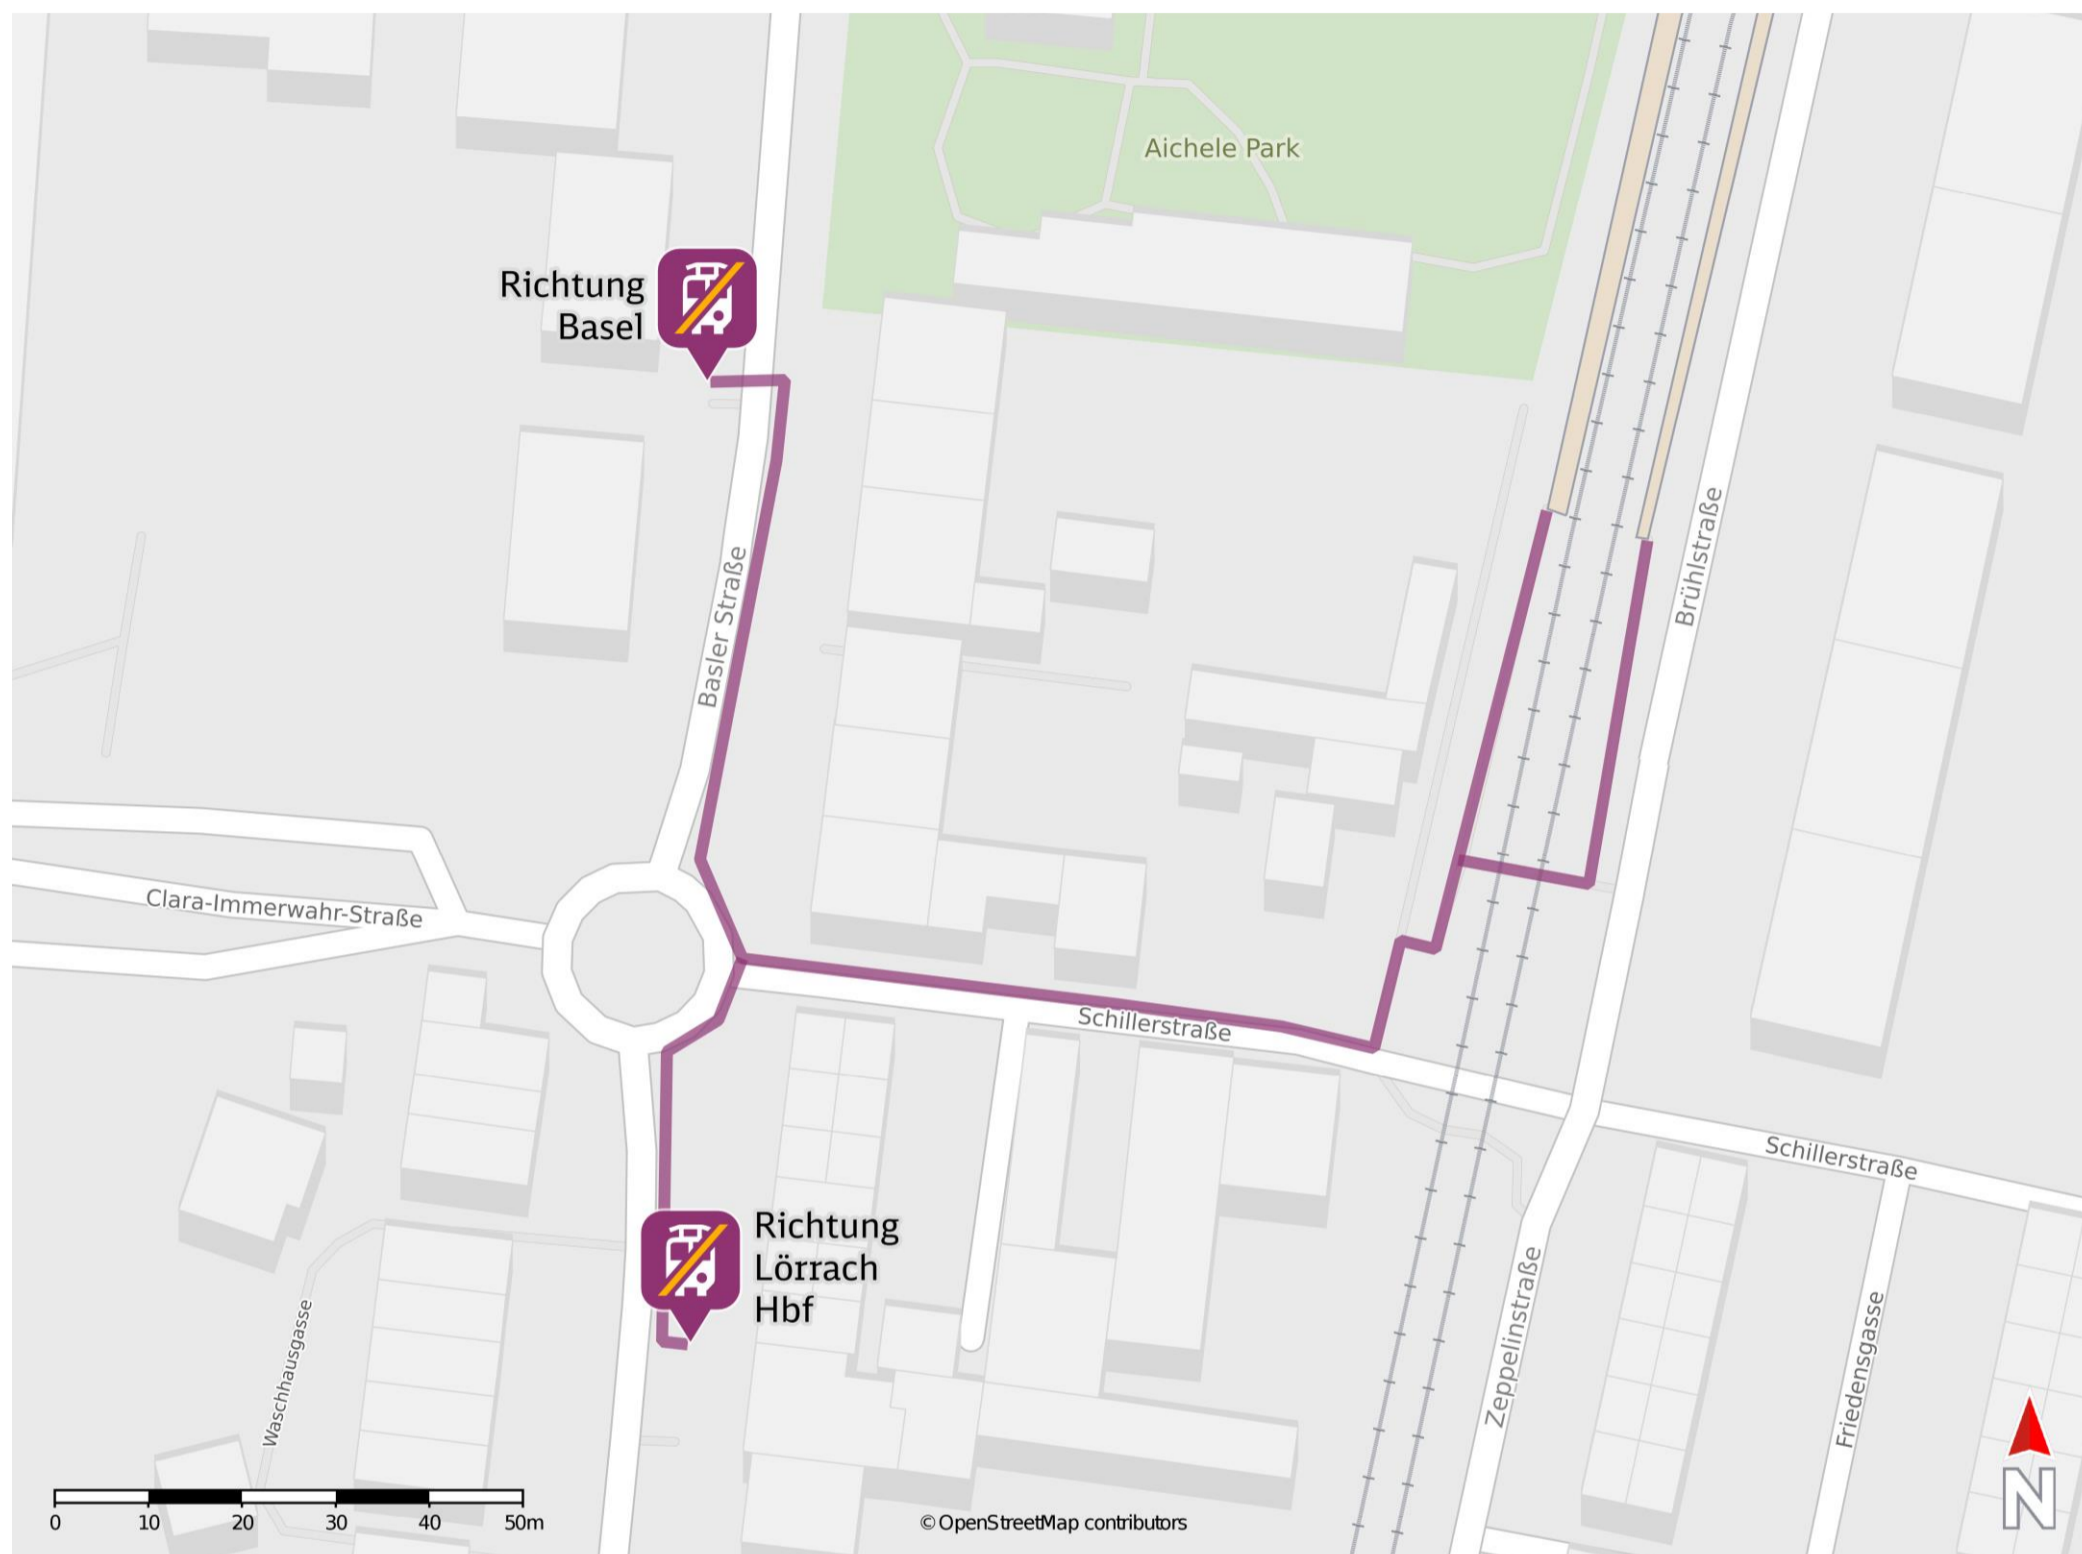 Aichele Park
Richtung
Basel
Brühlstraße
Basler Straße
Clara-Immerwahr-Straße
Schillerstraße
Schillerstraße
Richtung
Lörrach
Hbf
Zeppelinstraße
Friedensgasse
Waschhausgasse
N
0 10 20 30 40 50m
© OpenStreetMap contributors